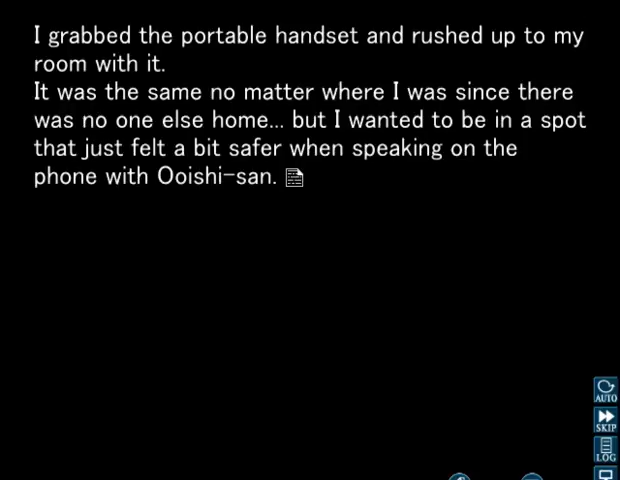 I grabbed the portable handset and rushed up to my
room with it.
It was the same no matter where I was since there
was no one else home... but I wanted to be in a spot
that just felt a bit safer when speaking on the
phone with Ooishi-san.
AUTO
SKIP
LOG